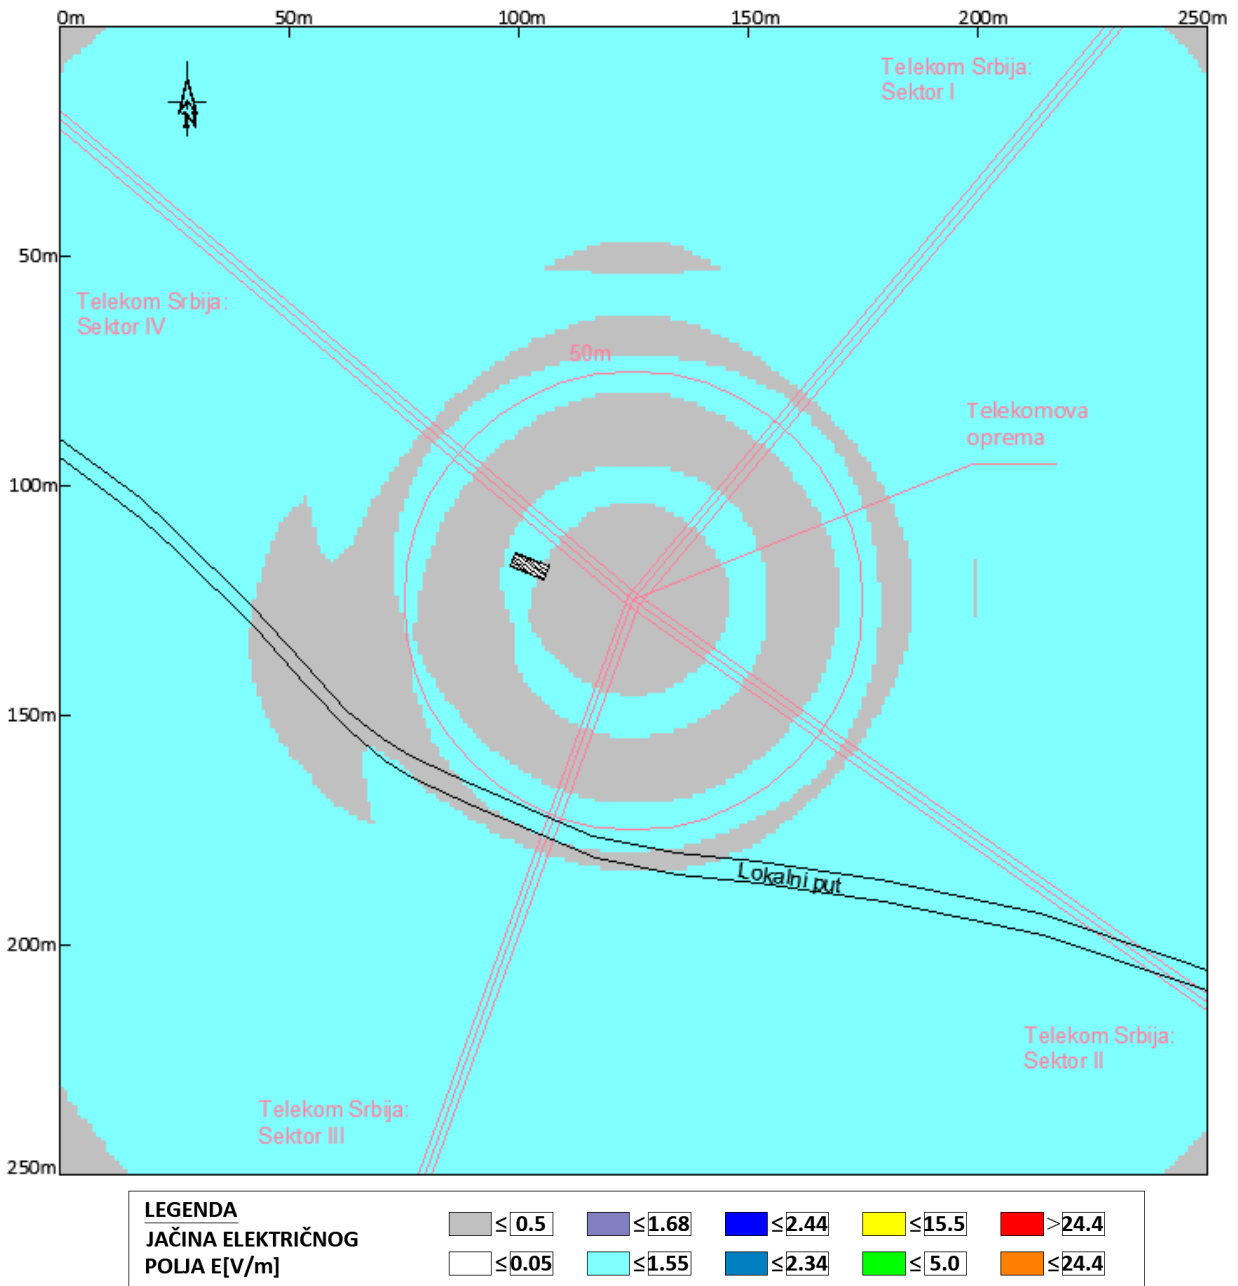 0m 50m 100m 150m 200m 250m
Telekom Srbija:
Sektor I
N
50m
Telekom Srbija:
Sektor IV
50m
Telekomova
oprema
100m
150m
Lokalni put
200m
Telekom Srbija:
Sektor II
Telekom Srbija:
Sektor III
250m
LEGENDA
JAČINA ELEKTRIČNOG
POLJA E[V/m]
≤ 0.5 ≤1.68 ≤2.44 ≤15.5 >24.4
≤0.05 ≤1.55 ≤2.34 ≤ 5.0 ≤24.4